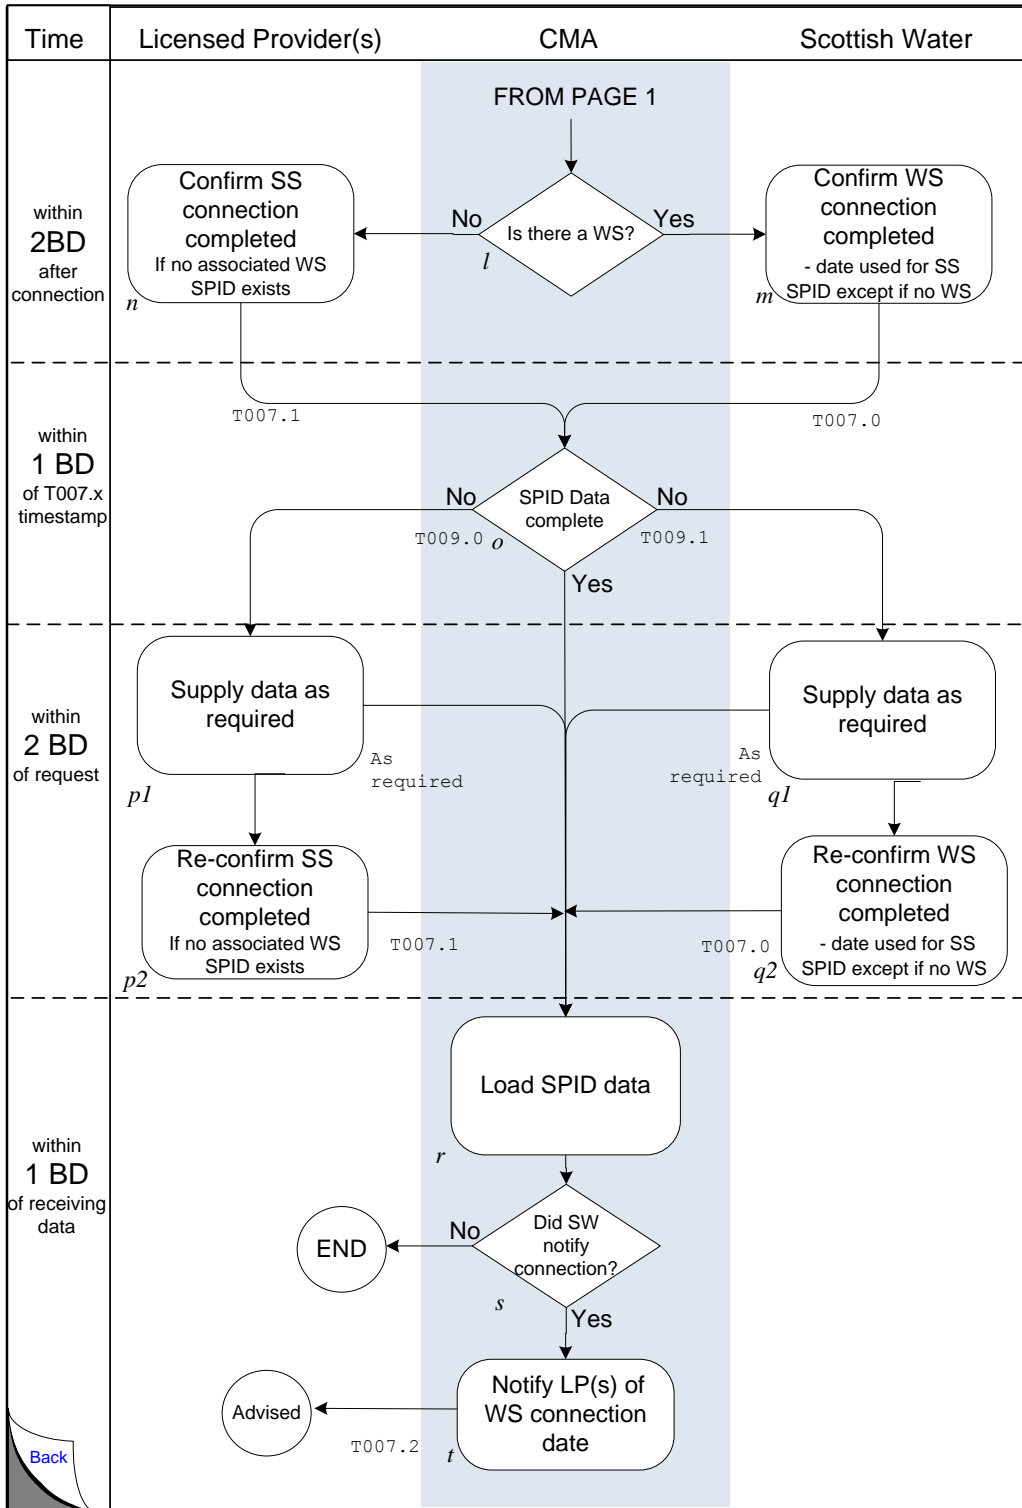 Time
Licensed Provider(s)
CMA
Scottish Water
FROM PAGE 1
within
2BD
after
connection
Confirm SS
connection
completed
If no associated WS
SPID exists
n
No
Is there a WS?
Yes
l
Confirm WS
connection
completed
- date used for SS
SPID except if no WS
m
T007.1
T007.0
within
1 BD
of T007.x
timestamp
No
SPID Data
complete
No
T009.0
o
T009.1
Yes
within
2 BD
of request
Supply data as
required
p1
As
required
Supply data as
required
As
required
q1
Re-confirm SS
connection
completed
If no associated WS
SPID exists
p2
T007.1
Re-confirm WS
connection
completed
- date used for SS
SPID except if no WS
T007.0
q2
within
1 BD
of receiving
data
Load SPID data
r
No
Did SW
notify
connection?
END
s
Yes
Notify LP(s) of
WS connection
date
Advised
T007.2
t
Back